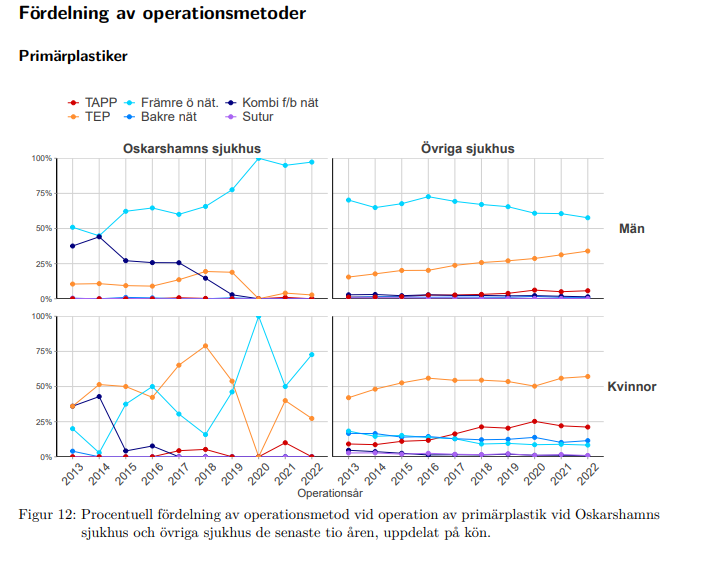 Fördelning av operationsmetoder
Primärplastiker
TAPP Främre ö nät. Kombi f/b nät
TEP Bakre nät Sutur
Oskarshamns sjukhus Övriga sjukhus
100%
75%
50%
25%
0%
Män
100%
75%
50%
25%
0%
Kvinnor
2013 2014 2015 2016 2017 2018 2019 2020 2021 2022 2013 2014 2015 2016 2017 2018 2019 2020 2021 2022
Operationsår
Figur 12: Procentuell fördelning av operationsmetod vid operation av primärplastik vid Oskarshamns
sjukhus och övriga sjukhus de senaste tio åren, uppdelat på kön.